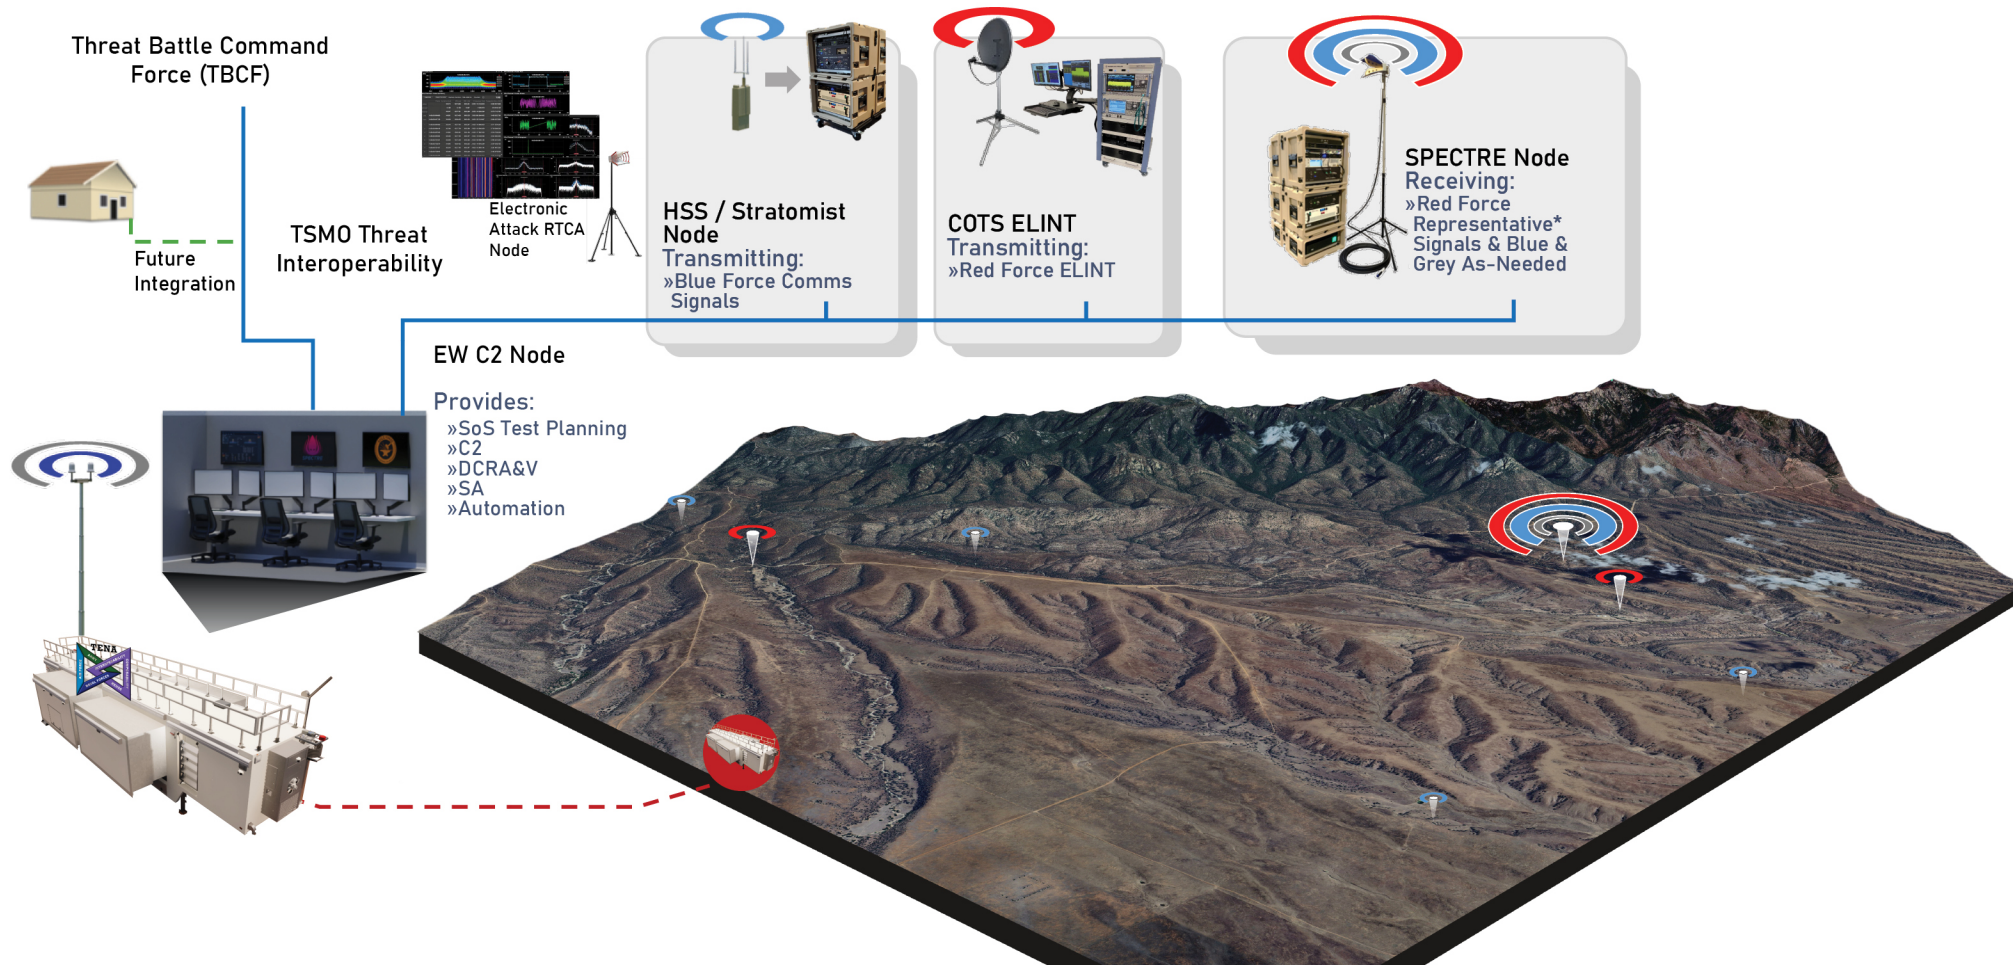 Threat Battle Command
Force (TBCF)
Future
Integration
TSMO Threat
Interoperability
Electronic
Attack RTCA
Node
HSS / Stratomist
Node
Transmitting:
»Blue Force Comms
Signals
COTS ELINT
Transmitting:
»Red Force ELINT
SPECTRE Node
Receiving:
»Red Force
Representative*
Signals & Blue &
Grey As-Needed
EW C2 Node
Provides:
»SoS Test Planning
»C2
»DCRA&V
»SA
»Automation
TENA